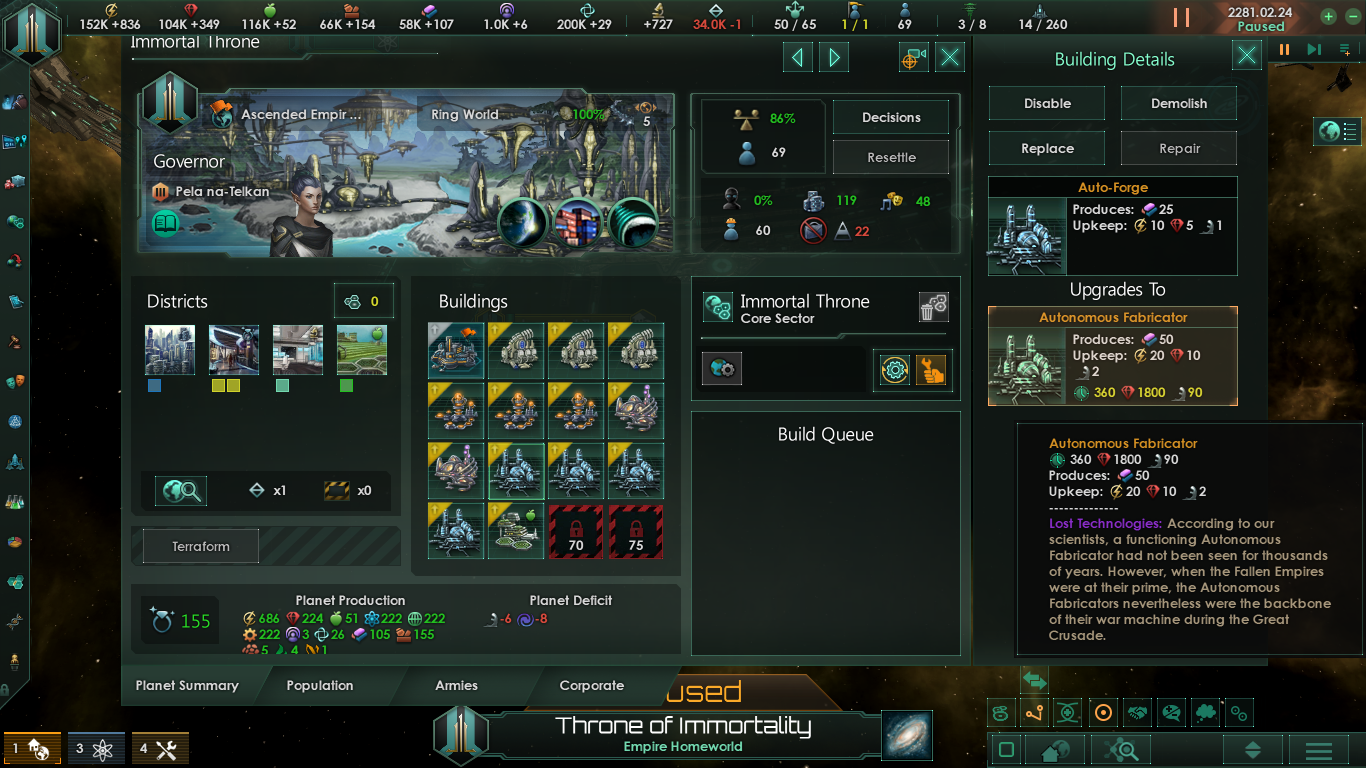 152K +836 104K +349 116K +52 66K +154 58K +107 1.0K +6 200K +29 +727 34.0K -1 50 / 65 1 / 1 69 3 / 8 14 / 260
2281.02.24
Paused
Immortal Throne
Ascended Empir ...
Ring World
100%
5
Governor
Pela na-Telkan
86%
69
Decisions
Resettle
0% 119 48
60 22
Districts
0
x1 x0
Terraform
Buildings
70 75
Immortal Throne
Core Sector
Build Queue
155
Planet Production
686 224 51 222 222
222 3 26 105 155
5 4 1
Planet Deficit
-6 -8
Planet Summary
Population
Armies
Corporate
Building Details
Disable
Demolish
Replace
Repair
Auto-Forge
Produces: 25
Upkeep: 10 5 1
Upgrades To
Autonomous Fabricator
Produces: 50
Upkeep: 20 10
2
360 1800 90
Autonomous Fabricator
360 1800 90
Produces: 50
Upkeep: 20 10 2
--------------
Lost Technologies: According to our
scientists, a functioning Autonomous
Fabricator had not been seen for thousands
of years. However, when the Fallen Empires
were at their prime, the Autonomous
Fabricators nevertheless were the backbone
of their war machine during the Great
Crusade.
used
Throne of Immortality
Empire Homeworld
1 3 4